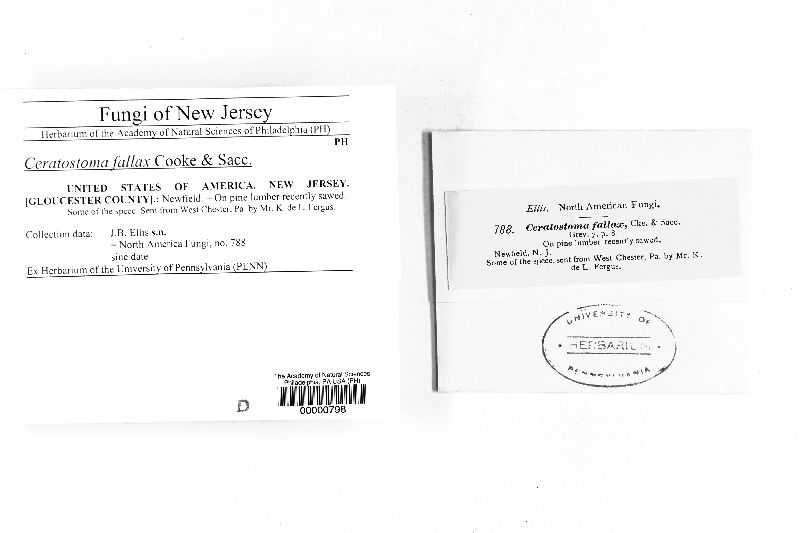 Fungi of New Jersey
Herbarium of the Academy of Natural Sciences of Philadelphia (PH)
PH
Ceratostoma fallax Cooke & Sacc.
UNITED STATES OF AMERICA. NEW JERSEY.
[GLOUCESTER COUNTY].: Newfield. – On pine lumber recently sawed.
Some of the specc. Sent from West Chester, Pa. by Mr. K. de L. Fergus.
Collection data: J.B. Ellis s.n.
– North America Fungi, no. 788
sine date
Ex Herbarium of the University of Pennsylvania (PENN)
The Academy of Natural Sciences
Philadelphia, PA USA (PH)
00000798
D
Ellis. North American Fungi.
788. Ceratostoma fallax, Cke. & Sacc.
Grev. 7, p. 8.
On pine lumber recently sawed.
Newfield, N. J.
Some of the specc. sent from West Chester, Pa. by Mr. K.
de L. Fergus.
UNIVERSITY OF
HERBARIUM
PENNSYLVANIA